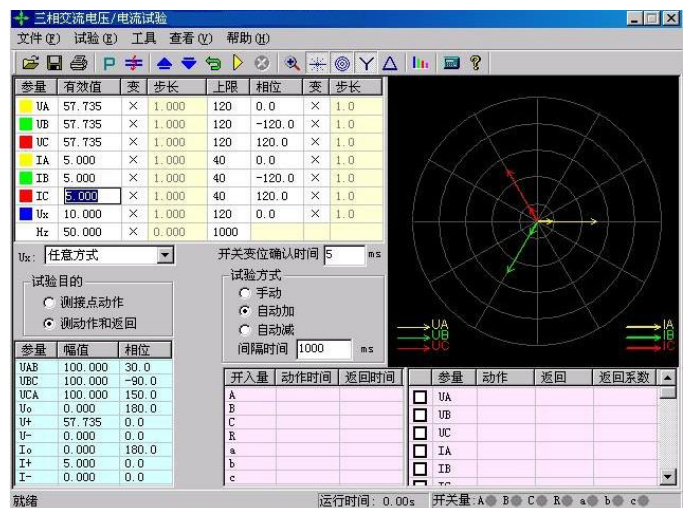 三相交流电压/电流试验
文件(F) 试验(E) 工具 查看(V) 帮助(H)
参量 有效值 变 步长 上限 相位 变 步长
UA 57.735 × 1.000 120 0.0 × 1.0
UB 57.735 × 1.000 120 -120.0 × 1.0
UC 57.735 × 1.000 120 120.0 × 1.0
IA 5.000 × 1.000 40 0.0 × 1.0
IB 5.000 × 1.000 40 -120.0 × 1.0
IC 5.000 × 1.000 40 120.0 × 1.0
Ux 10.000 × 1.000 120 0.0 × 1.0
Hz 50.000 × 0.000 1000
Ux: 任意方式
开关变位确认时间 5 ms
试验目的
测接点动作
测动作和返回
试验方式
手动
自动加
自动减
间隔时间 1000 ms
UA
UB
UC
IA
IB
IC
参量 幅值 相位
UAB 100.000 30.0
UBC 100.000 -90.0
UCA 100.000 150.0
Uo 0.000 180.0
U+ 57.735 0.0
U- 0.000 0.0
Io 0.000 180.0
I+ 5.000 0.0
I- 0.000 0.0
开入量 动作时间 返回时间
A
B
C
R
a
b
c
参量 动作 返回 返回系数
UA
UB
UC
IA
IB
IC
就绪
运行时间: 0.00s 开关量:A B C R a b c